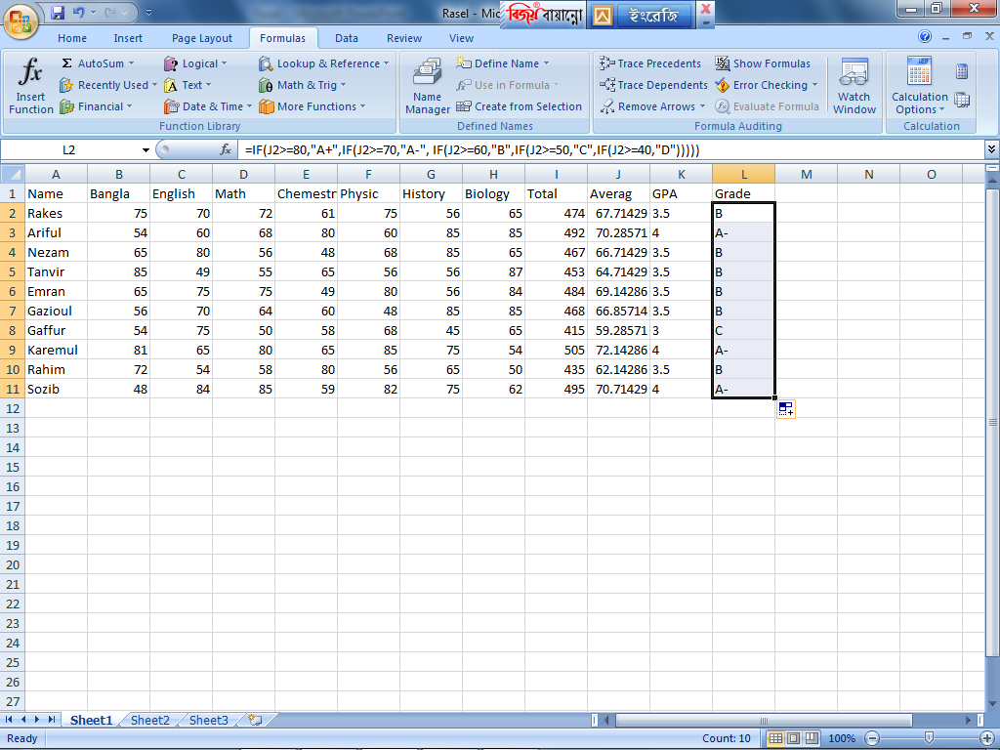 Rasel - Mic বিজয় বায়ান্নো ইংরেজি
Home Insert Page Layout Formulas Data Review View
Σ AutoSum Logical Lookup & Reference Define Name Trace Precedents Show Formulas
Recently Used Text Math & Trig Use in Formula Trace Dependents Error Checking
Financial Date & Time More Functions Create from Selection Remove Arrows Evaluate Formula
fx Insert Function Name Manager Watch Window Calculation Options
Function Library Defined Names Formula Auditing Calculation
L2 fx =IF(J2>=80,"A+",IF(J2>=70,"A-", IF(J2>=60,"B",IF(J2>=50,"C",IF(J2>=40,"D")))))
A B C D E F G H I J K L M N O
1 Name Bangla English Math Chemestr Physic History Biology Total Averag GPA Grade
2 Rakes 75 70 72 61 75 56 65 474 67.71429 3.5 B
3 Ariful 54 60 68 80 60 85 85 492 70.28571 4 A-
4 Nezam 65 80 56 48 68 85 65 467 66.71429 3.5 B
5 Tanvir 85 49 55 65 56 56 87 453 64.71429 3.5 B
6 Emran 65 75 75 49 80 56 84 484 69.14286 3.5 B
7 Gazioul 56 70 64 60 48 85 85 468 66.85714 3.5 B
8 Gaffur 54 75 50 58 68 45 65 415 59.28571 3 C
9 Karemul 81 65 80 65 85 75 54 505 72.14286 4 A-
10 Rahim 72 54 58 80 56 65 50 435 62.14286 3.5 B
11 Sozib 48 84 85 59 82 75 62 495 70.71429 4 A-
12
13
14
15
16
17
18
19
20
21
22
23
24
25
26
27
Sheet1 Sheet2 Sheet3
Ready Count: 10 100%